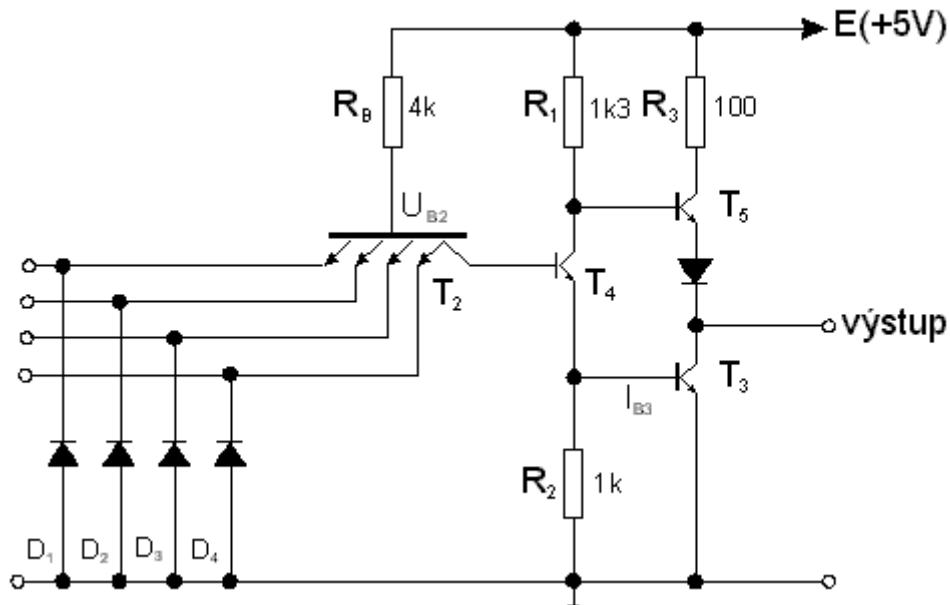 E(+5V)
R_B 4k
R_1 1k3
R_3 100
U_B2
T_5
T_2
T_4
výstup
T_3
I_B3
R_2 1k
D_1 D_2 D_3 D_4